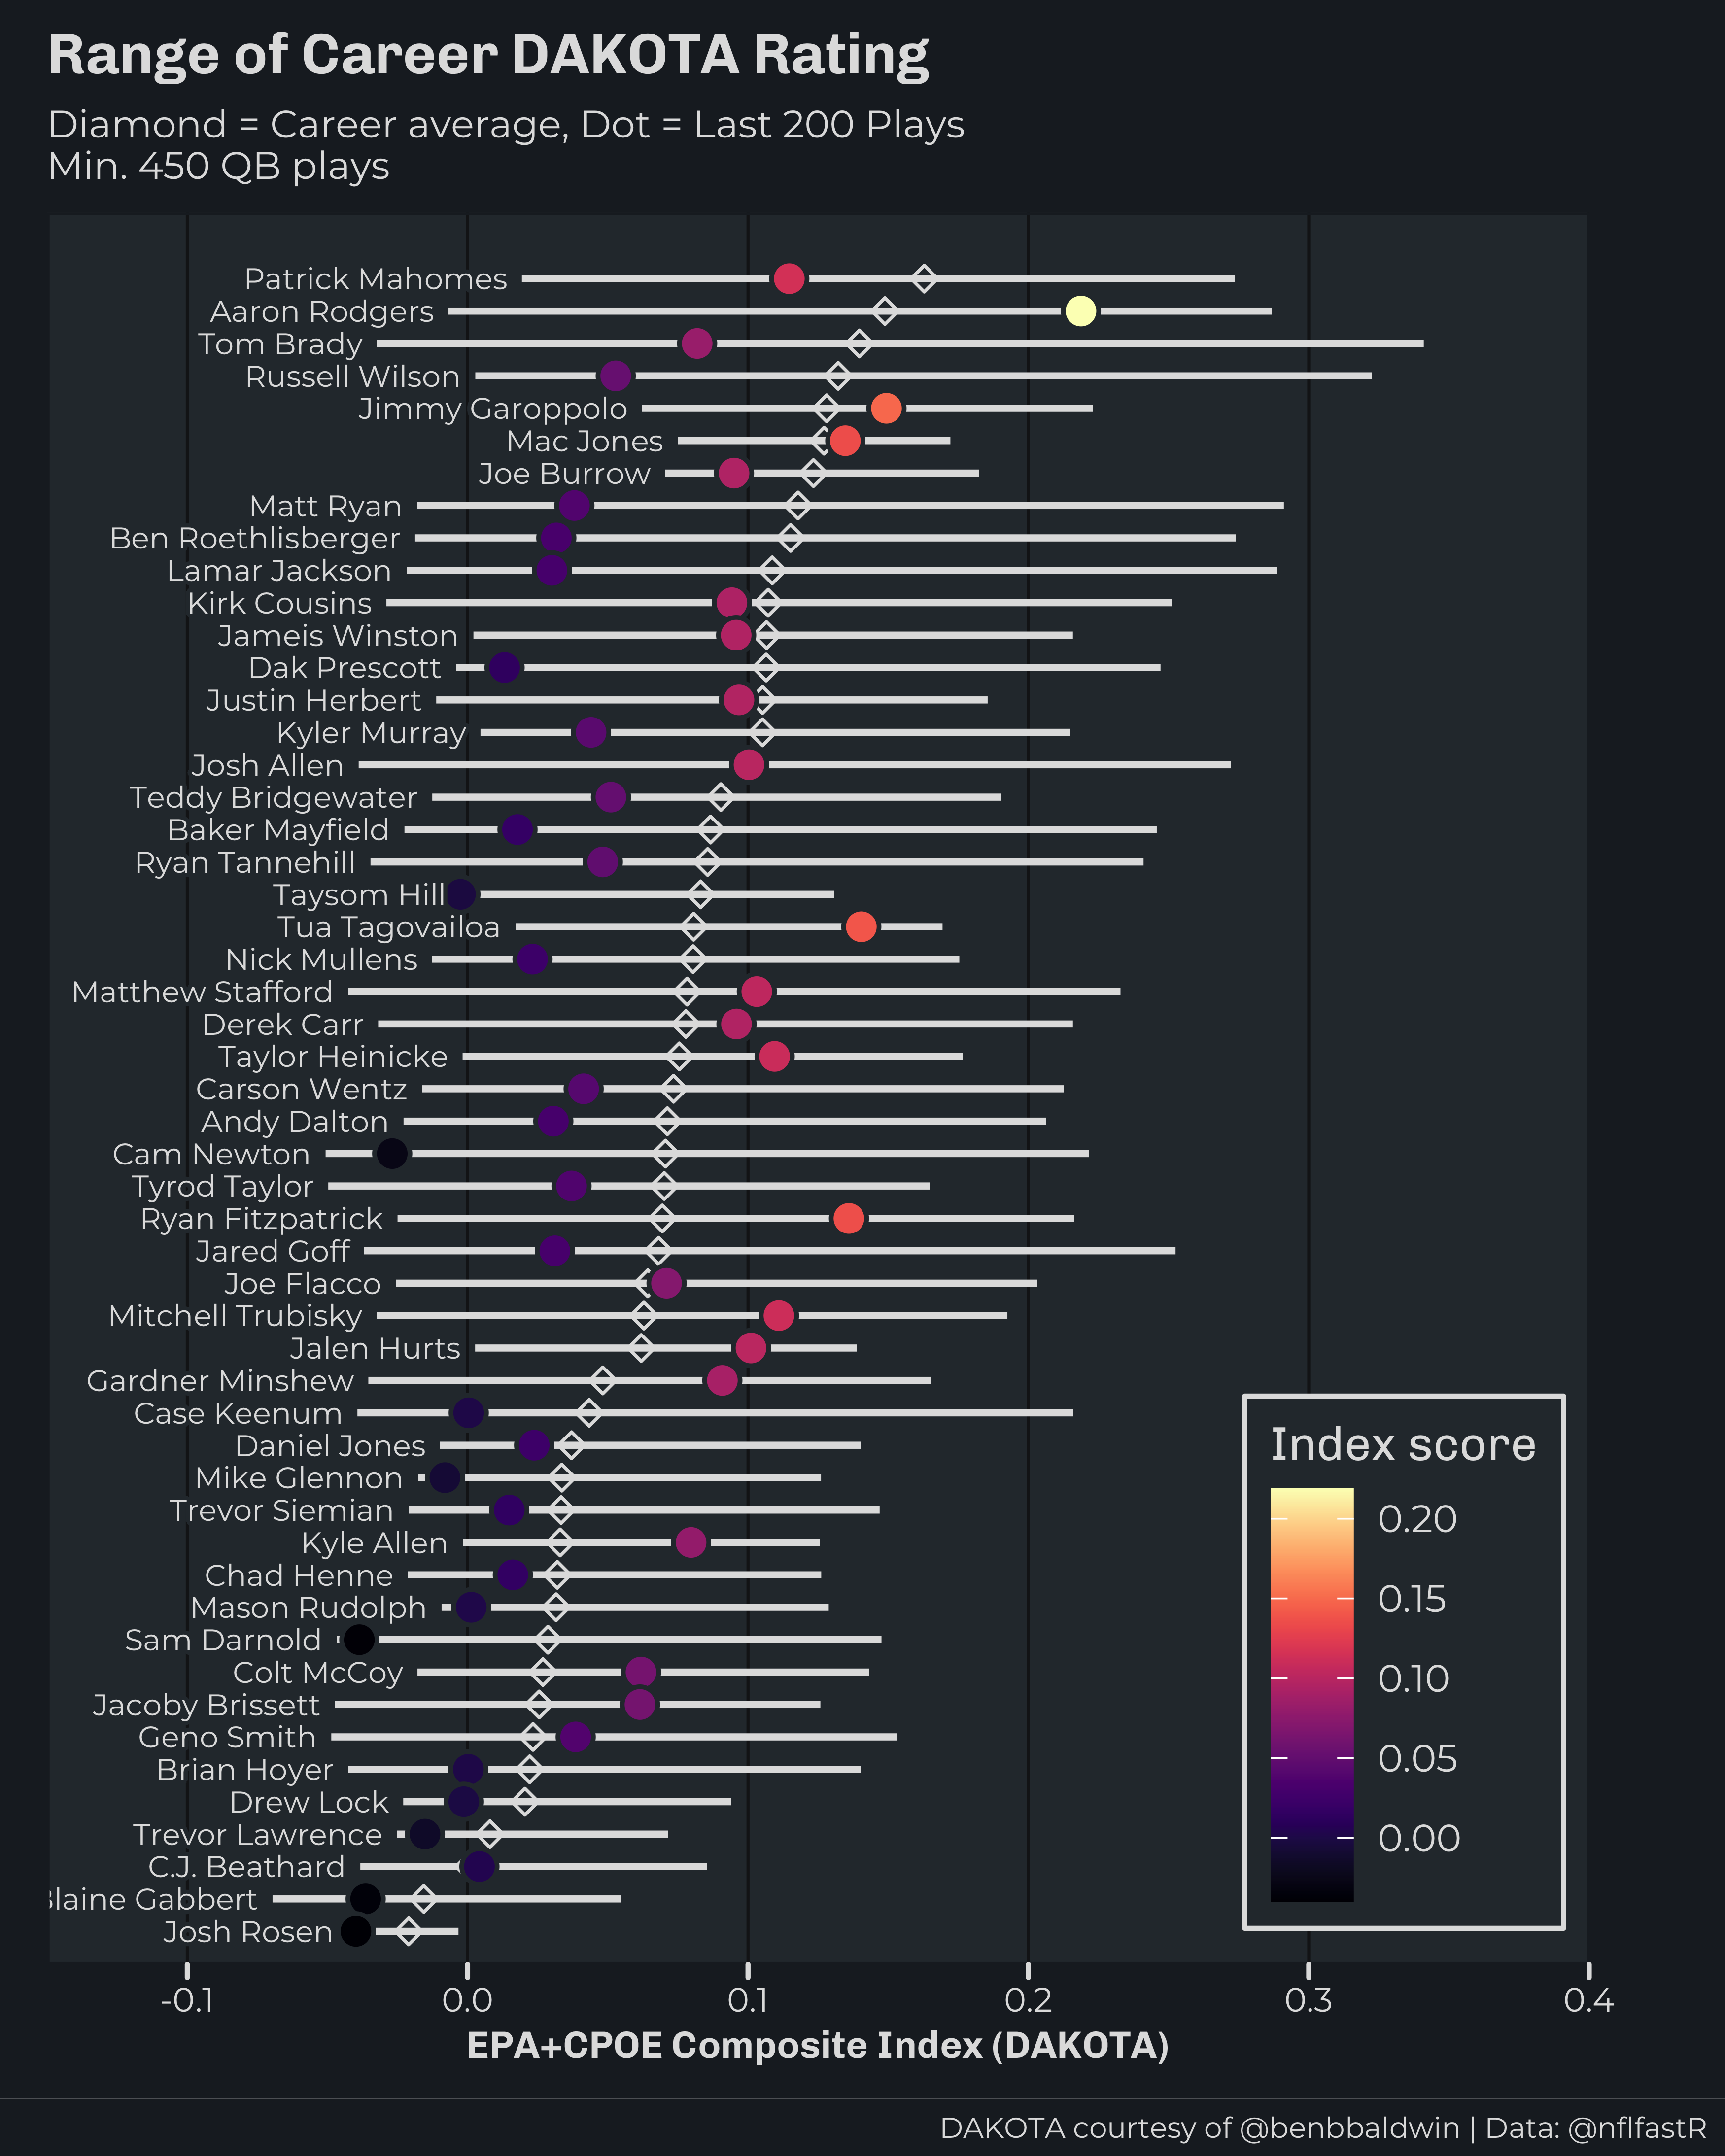 Range of Career DAKOTA Rating
Diamond = Career average, Dot = Last 200 Plays
Min. 450 QB plays
Patrick Mahomes
Aaron Rodgers
Tom Brady
Russell Wilson
Jimmy Garoppolo
Mac Jones
Joe Burrow
Matt Ryan
Ben Roethlisberger
Lamar Jackson
Kirk Cousins
Jameis Winston
Dak Prescott
Justin Herbert
Kyler Murray
Josh Allen
Teddy Bridgewater
Baker Mayfield
Ryan Tannehill
Taysom Hill
Tua Tagovailoa
Nick Mullens
Matthew Stafford
Derek Carr
Taylor Heinicke
Carson Wentz
Andy Dalton
Cam Newton
Tyrod Taylor
Ryan Fitzpatrick
Jared Goff
Joe Flacco
Mitchell Trubisky
Jalen Hurts
Gardner Minshew
Case Keenum
Daniel Jones
Mike Glennon
Trevor Siemian
Kyle Allen
Chad Henne
Mason Rudolph
Sam Darnold
Colt McCoy
Jacoby Brissett
Geno Smith
Brian Hoyer
Drew Lock
Trevor Lawrence
C.J. Beathard
Blaine Gabbert
Josh Rosen
Index score
0.20
0.15
0.10
0.05
0.00
-0.1 0.0 0.1 0.2 0.3 0.4
EPA+CPOE Composite Index (DAKOTA)
DAKOTA courtesy of @benbbaldwin | Data: @nflfastR